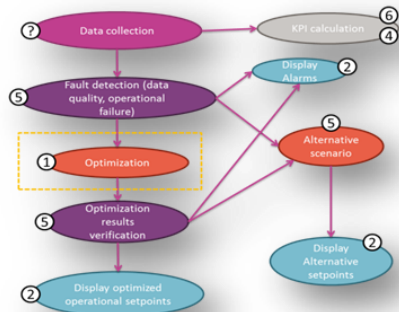 ?
Data collection
6
KPI calculation
4
5
Fault detection (data
quality, operational
failure)
Display
Alarms
2
1
Optimization
5
Alternative
scenario
5
Optimization
results
verification
2
Display optimized
operational setpoints
Display
Alternative
setpoints
2